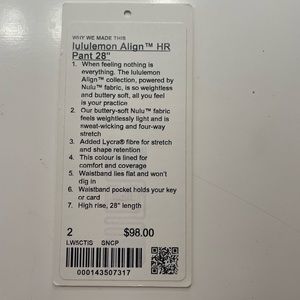 WHY WE MADE THIS
lululemon Align™ HR
Pant 28"
1. When feeling nothing is
everything. The lululemon
Align™ collection, powered by
Nulu™ fabric, is so weightless
and buttery soft, all you feel
is your practice
2. Our buttery-soft Nulu™ fabric
feels weightlessly light and is
sweat-wicking and four-way
stretch
3. Added Lycra® fibre for stretch
and shape retention
4. This colour is lined for
comfort and coverage
5. Waistband lies flat and won't
dig in
6. Waistband pocket holds your
key or card
7. High rise, 28" length
2 $98.00
LW5CTIS SNCP
000143507317